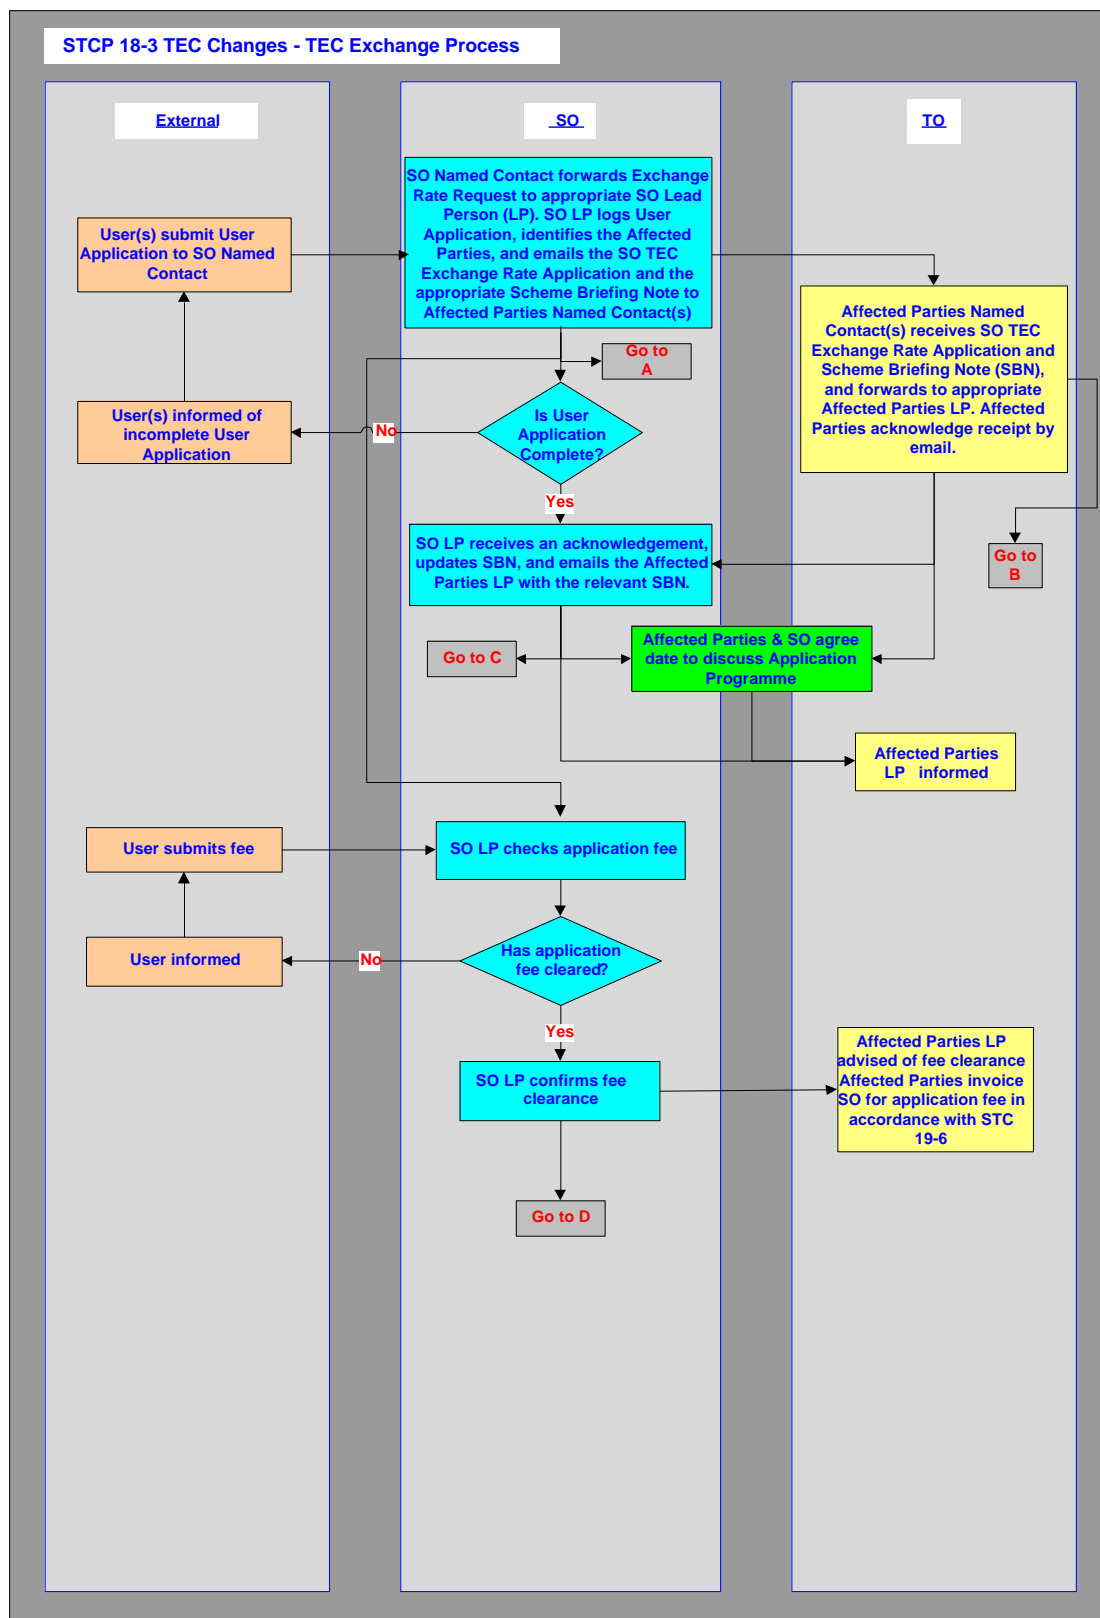 STCP 18-3 TEC Changes - TEC Exchange Process
External
SO
TO
SO Named Contact forwards Exchange
Rate Request to appropriate SO Lead
Person (LP). SO LP logs User
Application, identifies the Affected
Parties, and emails the SO TEC
Exchange Rate Application and the
appropriate Scheme Briefing Note to
Affected Parties Named Contact(s)
User(s) submit User
Application to SO Named
Contact
Affected Parties Named
Contact(s) receives SO TEC
Exchange Rate Application and
Scheme Briefing Note (SBN),
and forwards to appropriate
Affected Parties LP. Affected
Parties acknowledge receipt by
email.
Go to
A
Is User
Application
Complete?
No
User(s) informed of
incomplete User
Application
Yes
SO LP receives an acknowledgement,
updates SBN, and emails the Affected
Parties LP with the relevant SBN.
Go to
B
Go to C
Affected Parties & SO agree
date to discuss Application
Programme
Affected Parties
LP informed
User submits fee
SO LP checks application fee
User informed
No
Has application
fee cleared?
Yes
SO LP confirms fee
clearance
Affected Parties LP
advised of fee clearance
Affected Parties invoice
SO for application fee in
accordance with STC
19-6
Go to D